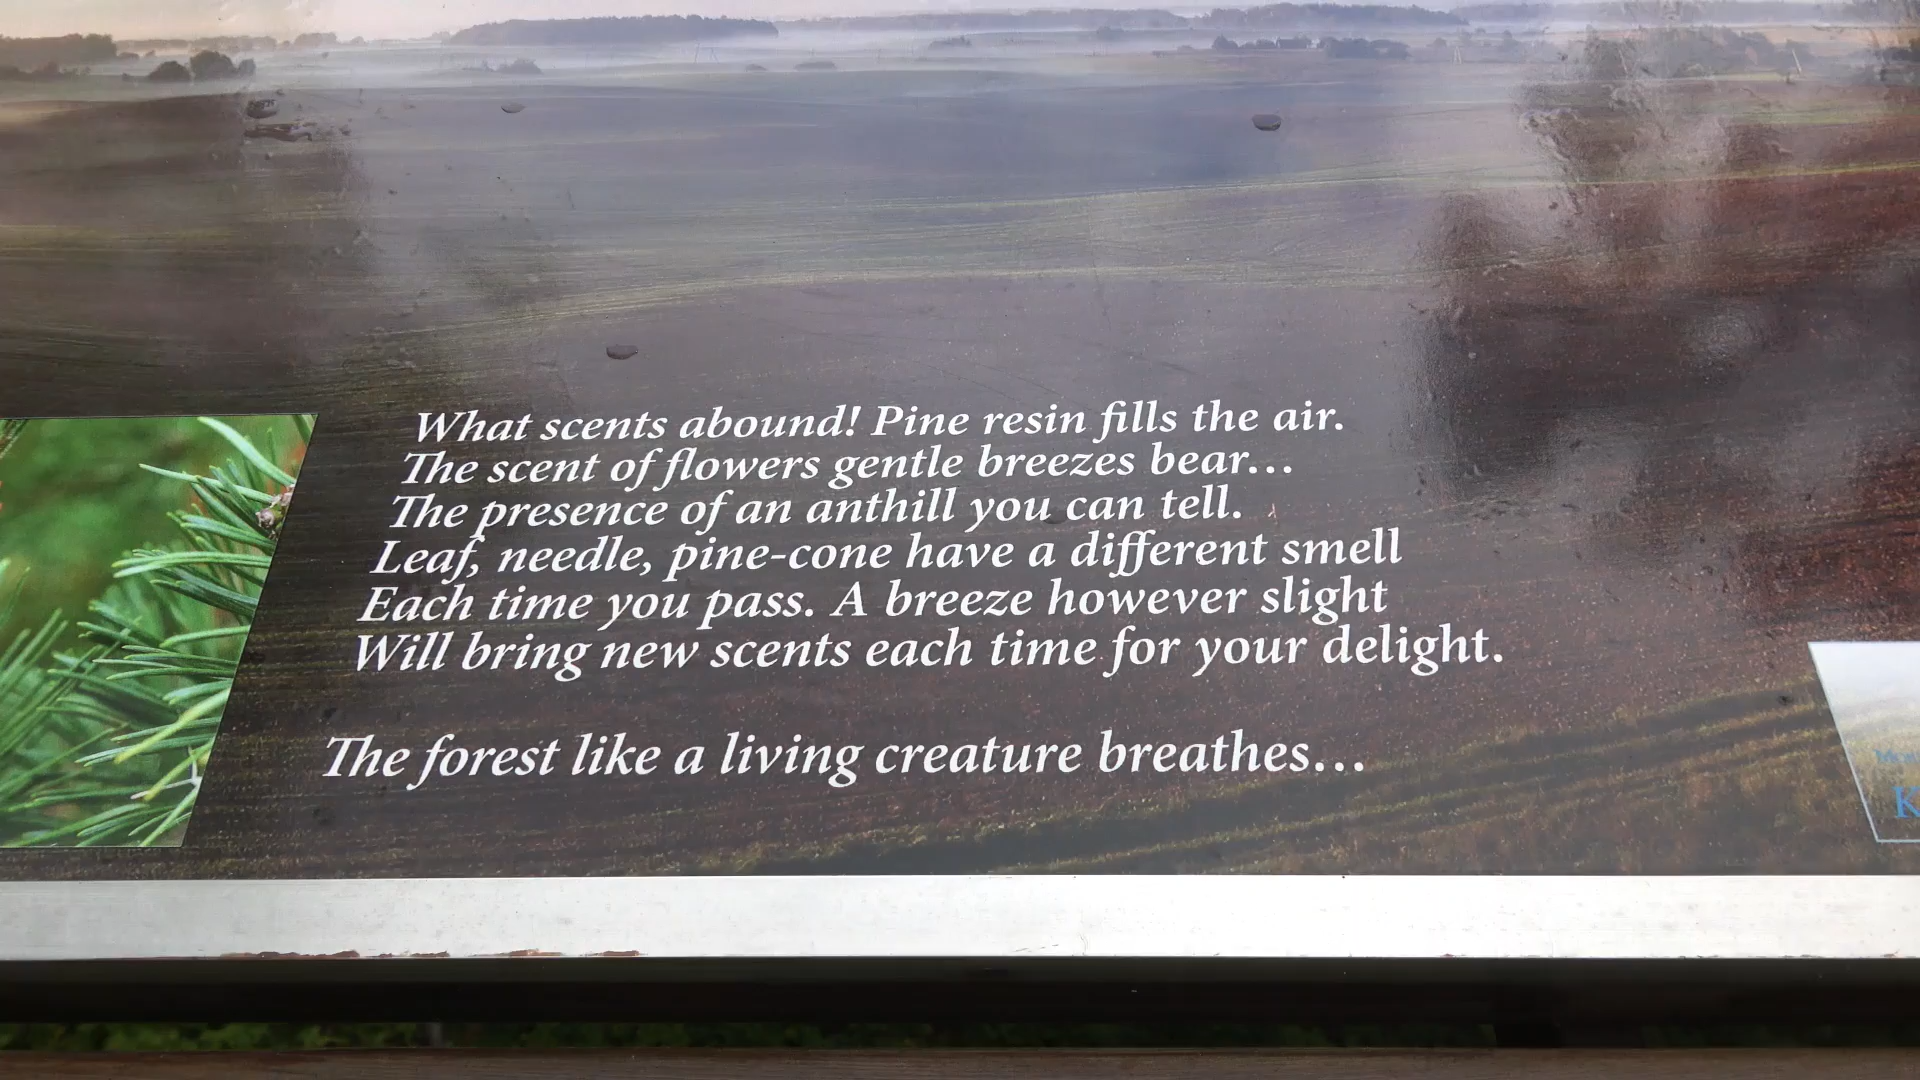 What scents abound! Pine resin fills the air.
The scent of flowers gentle breezes bear...
The presence of an anthill you can tell.
Leaf, needle, pine-cone have a different smell
Each time you pass. A breeze however slight
Will bring new scents each time for your delight.
The forest like a living creature breathes...